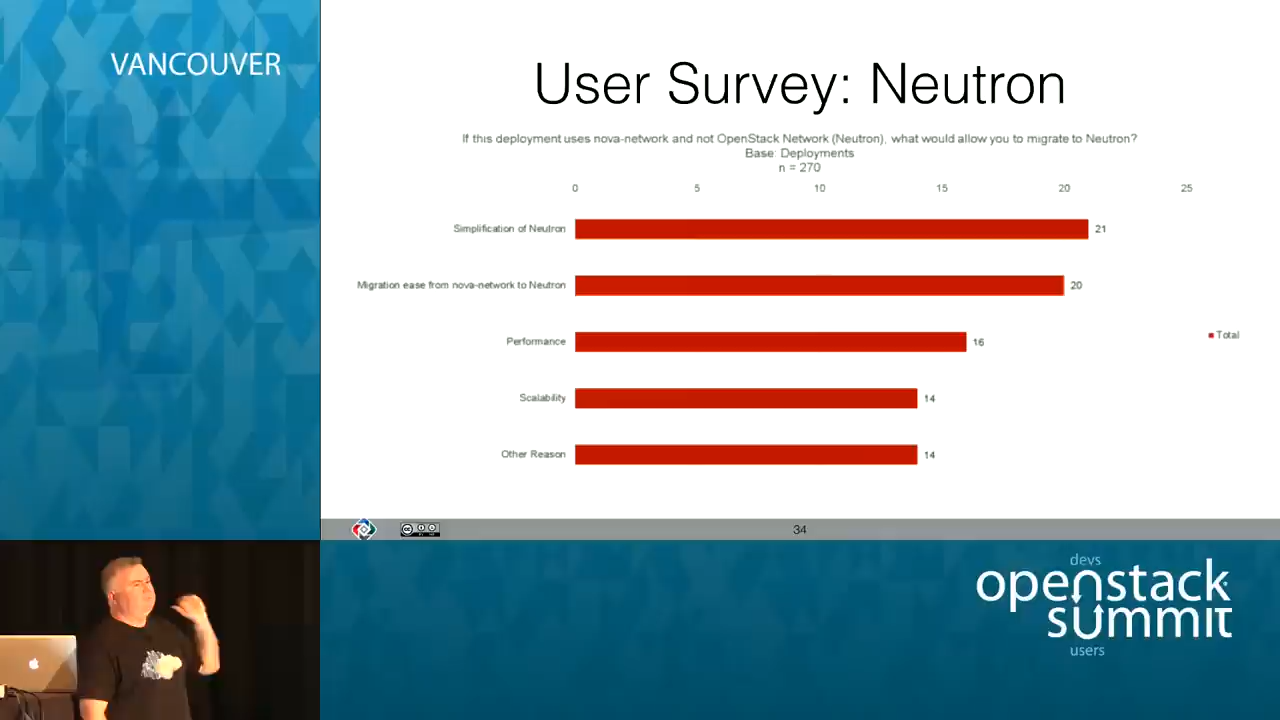 VANCOUVER
User Survey: Neutron
If this deployment uses nova-network and not OpenStack Network (Neutron), what would allow you to migrate to Neutron?
Base: Deployments
n = 270
0 5 10 15 20 25
Simplification of Neutron 21
Migration ease from nova-network to Neutron 20
Performance 16
Total
Scalability 14
Other Reason 14
34
devs
openstack
summit
users